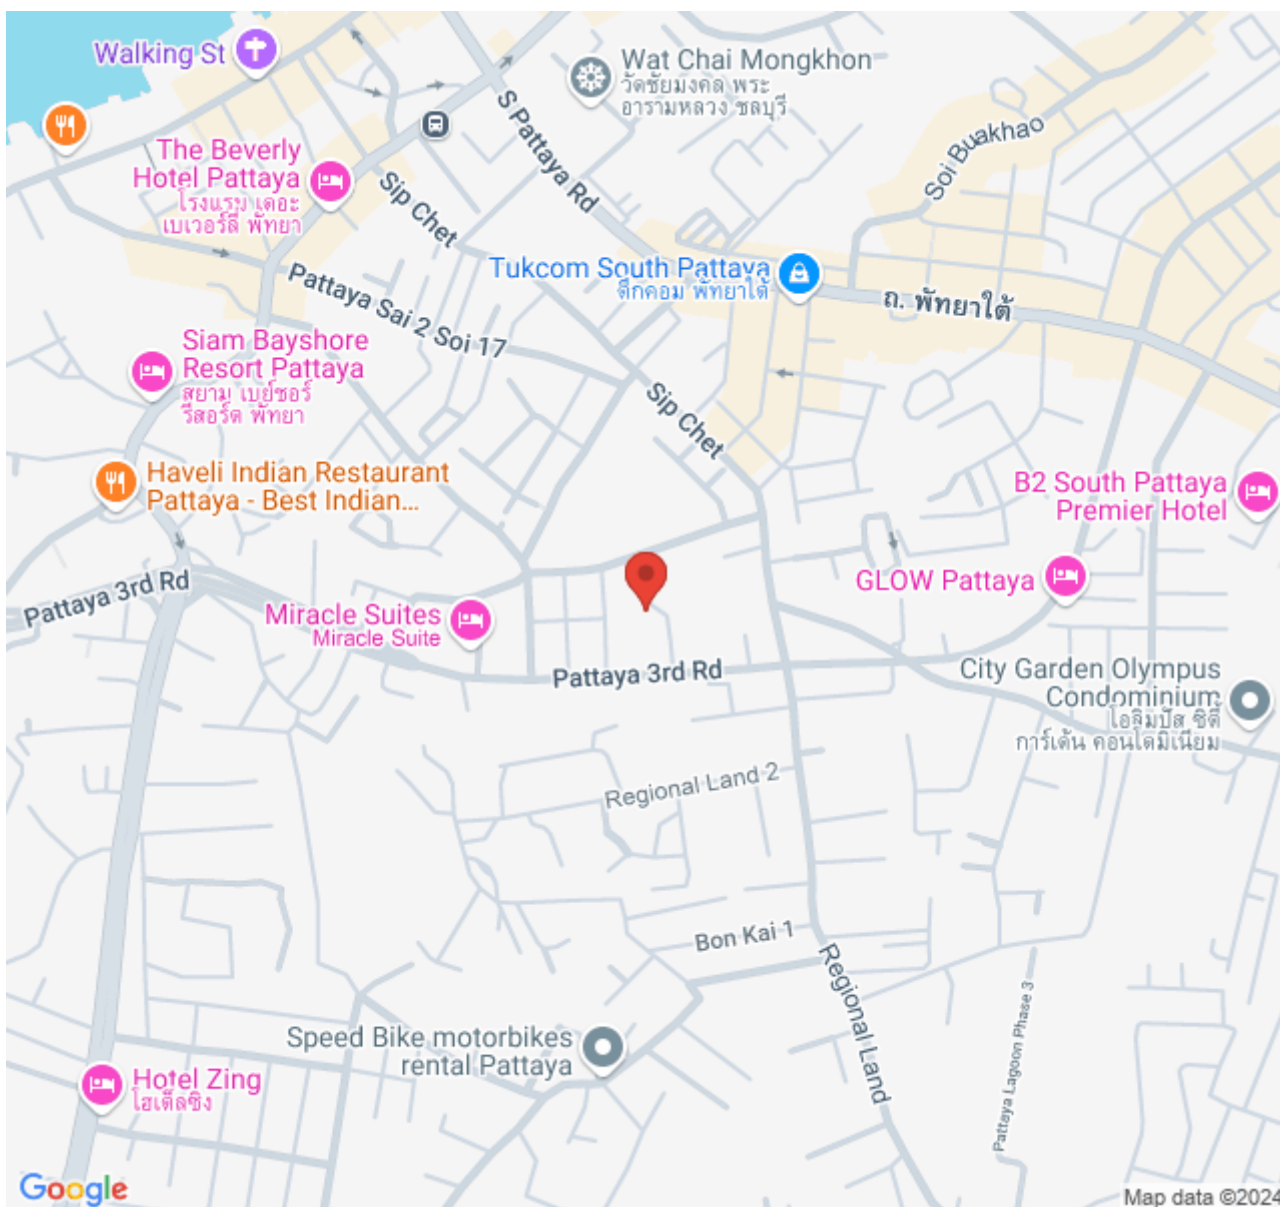 Walking St
Wat Chai Mongkhon
วัดชัยมงคล พระ
อารามหลวง ชลบุรี
S Pattaya Rd
Soi Buakhao
The Beverly
Hotel Pattaya
โรงแรม เดอะ
เบเวอร์ลี่ พัทยา
Sip Chet
Tukcom South Pattaya
ตึกคอม พัทยาใต้
ถ. พัทยาใต้
Pattaya Sai 2 Soi 17
Siam Bayshore
Resort Pattaya
สยาม เบย์ชอร์
รีสอร์ต พัทยา
Sip Chet
Haveli Indian Restaurant
Pattaya - Best Indian...
B2 South Pattaya
Premier Hotel
Pattaya 3rd Rd
GLOW Pattaya
Miracle Suites
Miracle Suite
Pattaya 3rd Rd
City Garden Olympus
Condominium
โอลิมปัส ซิตี้
การ์เด้น คอนโดมิเนียม
Regional Land 2
Bon Kai 1
Regional Land
Pattaya Lagoon Phase 3
Speed Bike motorbikes
rental Pattaya
Hotel Zing
โฮเต็ลซิง
Google
Map data ©2024